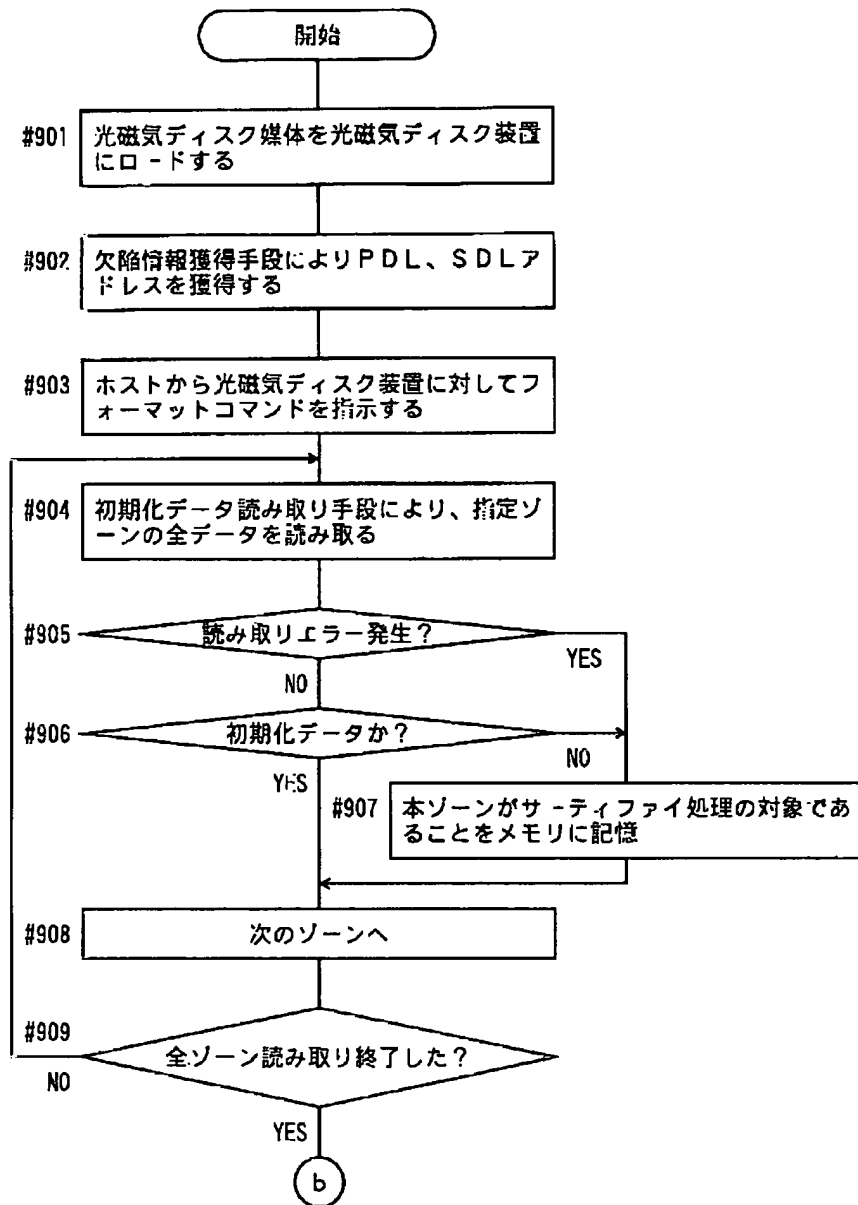 開始
#901
光磁気ディスク媒体を光磁気ディスク装置
にロードする
#902
欠陥情報獲得手段によりPDL、SDLア
ドレスを獲得する
#903
ホストから光磁気ディスク装置に対してフ
ォーマットコマンドを指示する
#904
初期化データ読み取り手段により、指定ゾ
ーンの全データを読み取る
#905
読み取りエラー発生?
YES
NO
#906
初期化データか?
NO
YES
#907
本ゾーンがサーティファイ処理の対象であ
ることをメモリに記憶
#908
次のゾーンへ
#909
全ゾーン読み取り終了した?
NO
YES
b